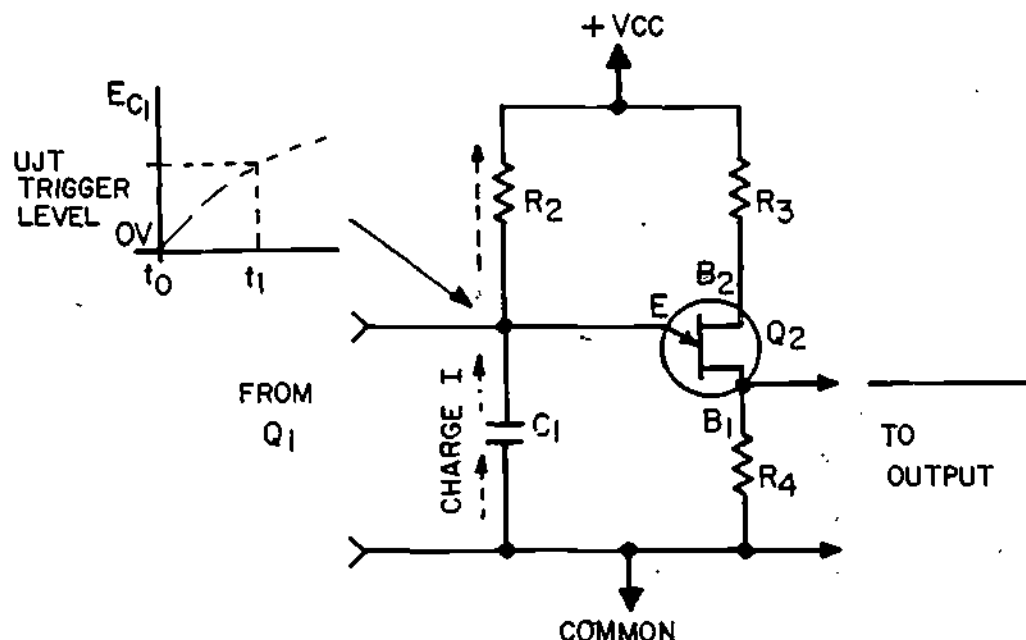 + VCC
EC1
UJT
TRIGGER
LEVEL
0V
t0
t1
R2
R3
B2
E
Q2
FROM
Q1
CHARGE I
C1
B1
R4
TO
OUTPUT
COMMON